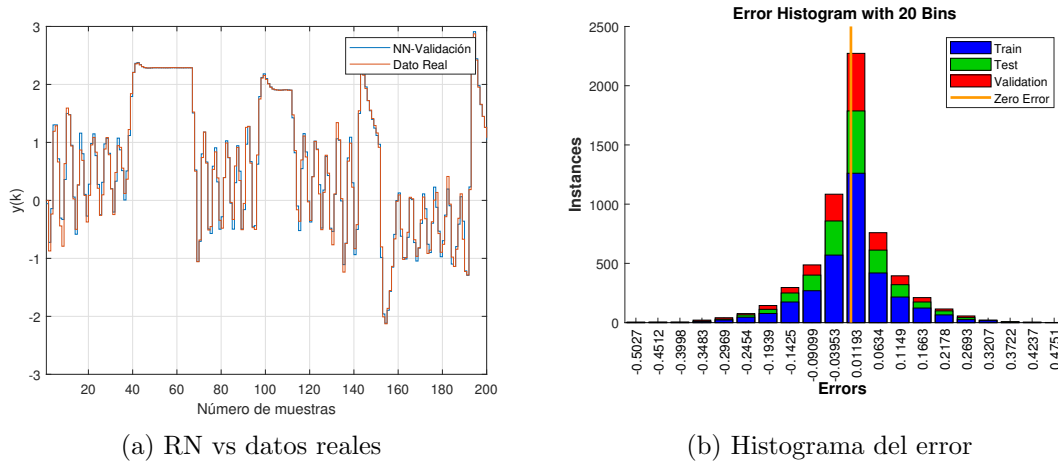 3
2
1
0
-1
-2
-3
y(k)
20 40 60 80 100 120 140 160 180 200
Número de muestras
NN-Validación
Dato Real
(a) RN vs datos reales
Error Histogram with 20 Bins
2500
2000
1500
1000
500
0
Instances
Train
Test
Validation
Zero Error
-0.5027
-0.4512
-0.3998
-0.3483
-0.2969
-0.2454
-0.1939
-0.1425
-0.09099
-0.03953
0.01193
0.0634
0.1149
0.1663
0.2178
0.2693
0.3207
0.3722
0.4237
0.4751
Errors
(b) Histograma del error